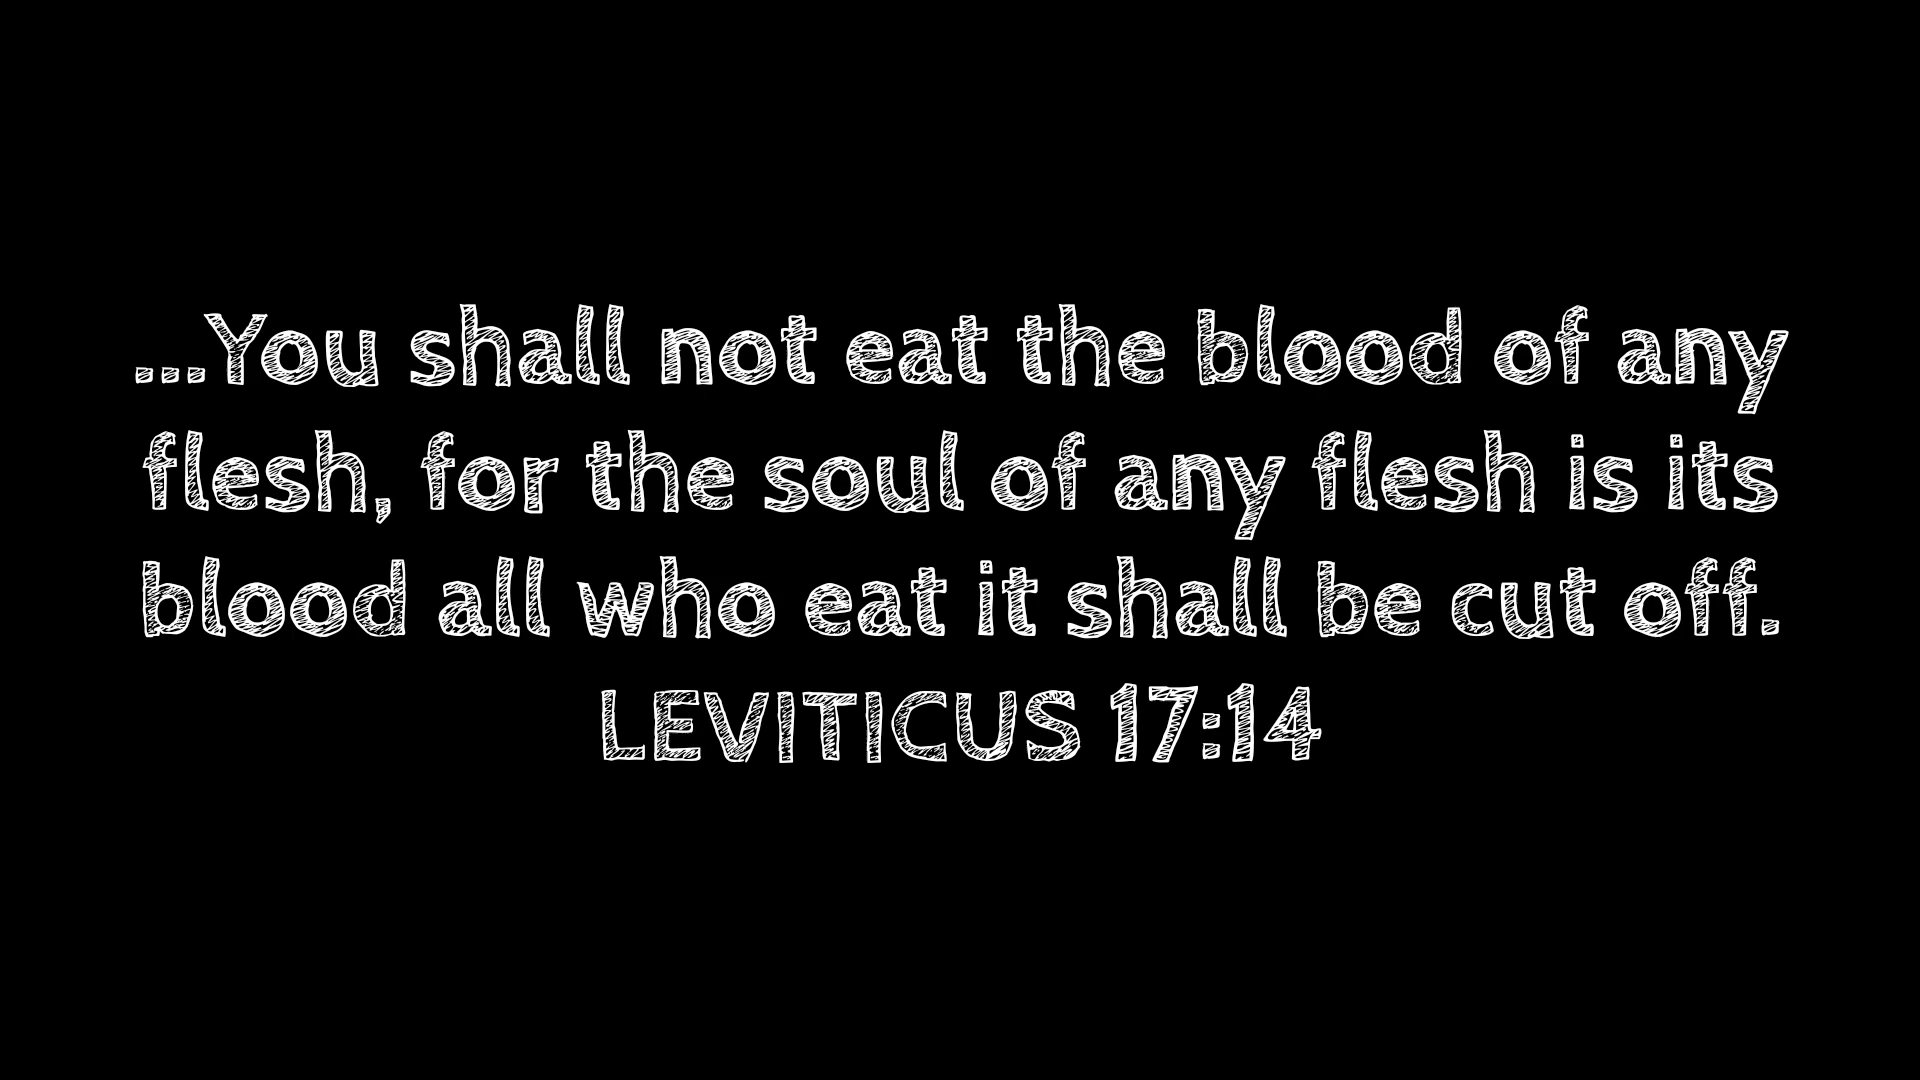 ...You shall not eat the blood of any
flesh, for the soul of any flesh is its
blood all who eat it shall be cut off.
LEVITICUS 17:14